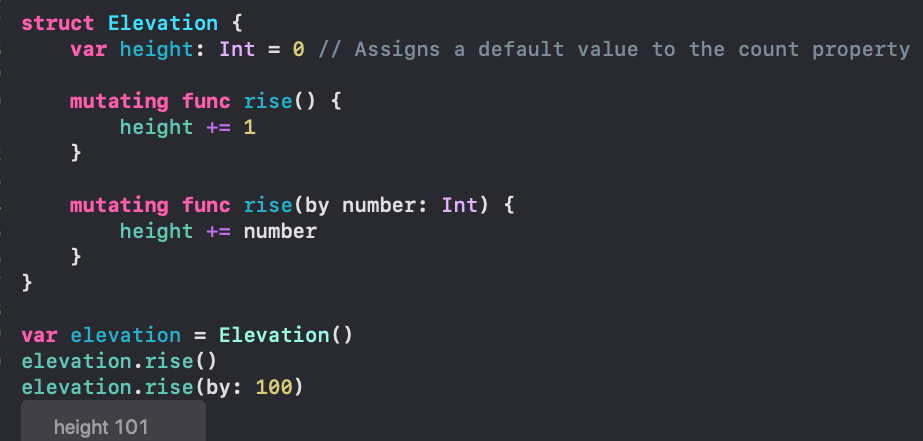 struct Elevation {
var height: Int = 0 // Assigns a default value to the count property
mutating func rise() {
height += 1
}
mutating func rise(by number: Int) {
height += number
}
}
var elevation = Elevation()
elevation.rise()
elevation.rise(by: 100)
height 101